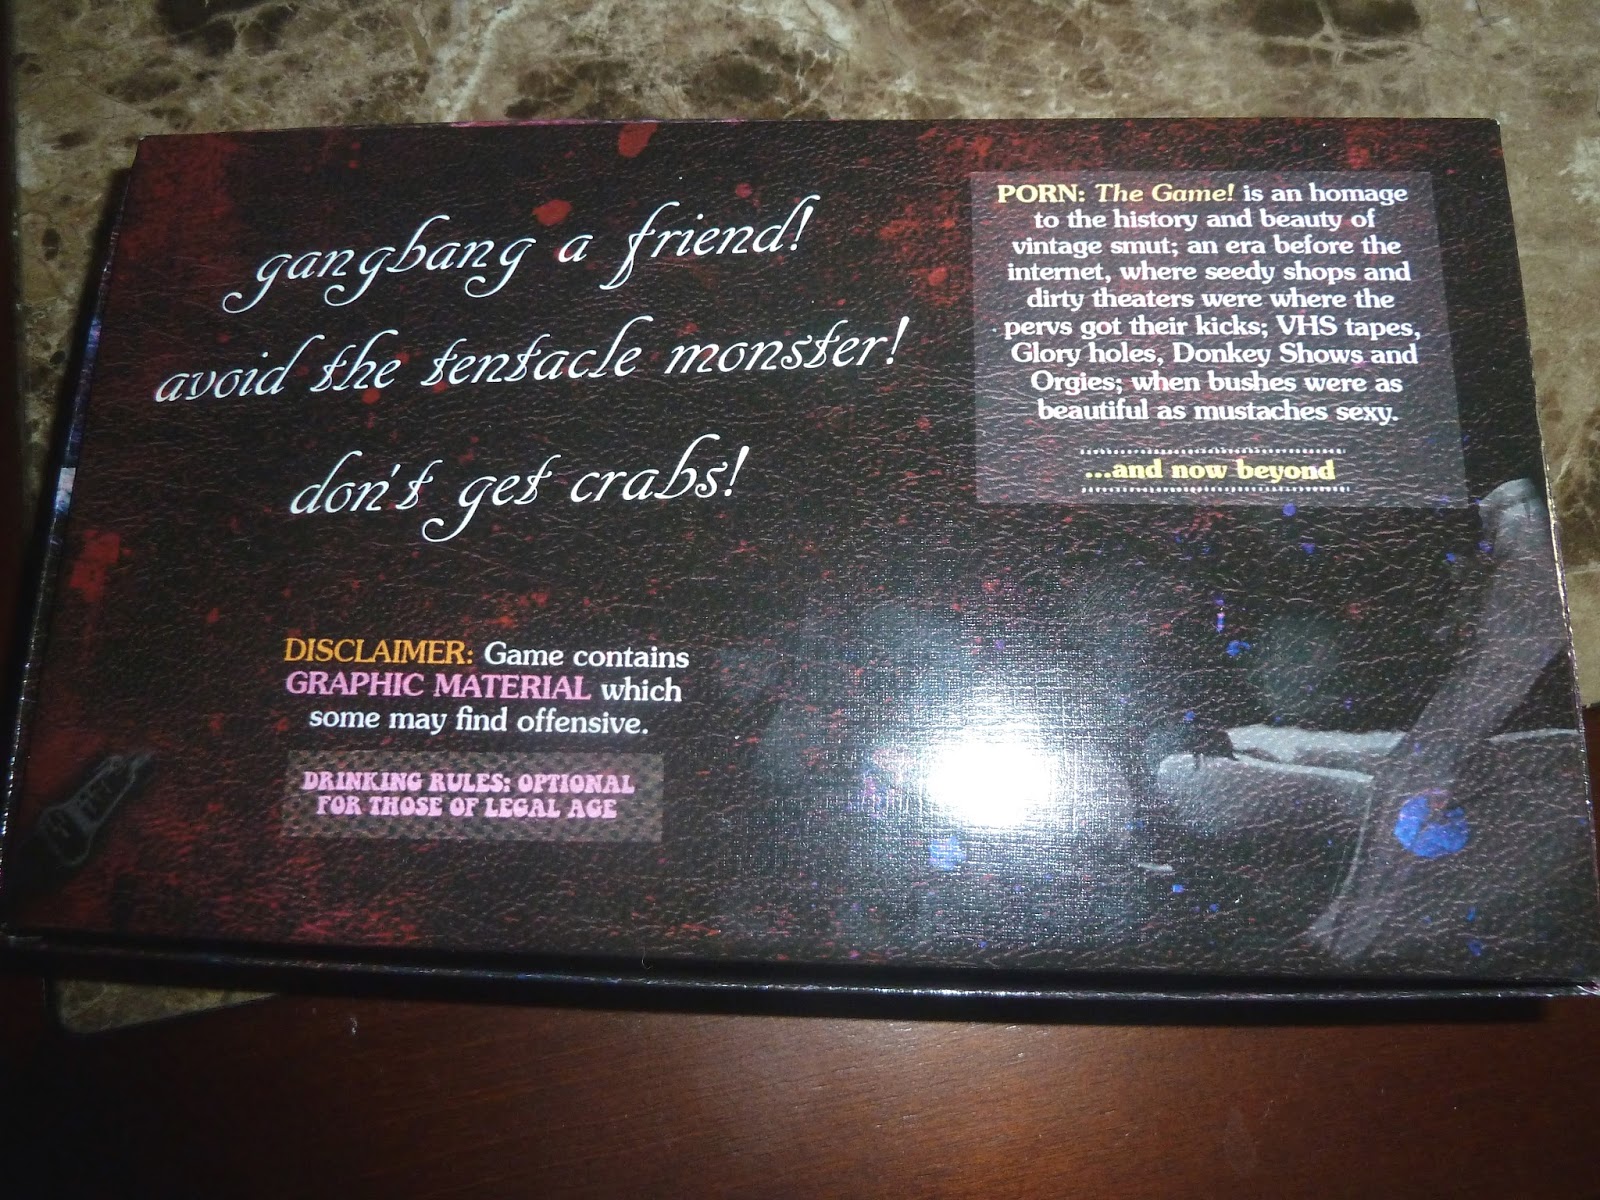 gangbang a friend!
avoid the tentacle monster!
don't get crabs!
PORN: The Game! is an homage
to the history and beauty of
vintage smut; an era before the
internet, where seedy shops and
dirty theaters were where the
pervs got their kicks; VHS tapes,
Glory holes, Donkey Shows and
Orgies; when bushes were as
beautiful as mustaches sexy.
...and now beyond
DISCLAIMER: Game contains
GRAPHIC MATERIAL which
some may find offensive.
DRINKING RULES: OPTIONAL
FOR THOSE OF LEGAL AGE